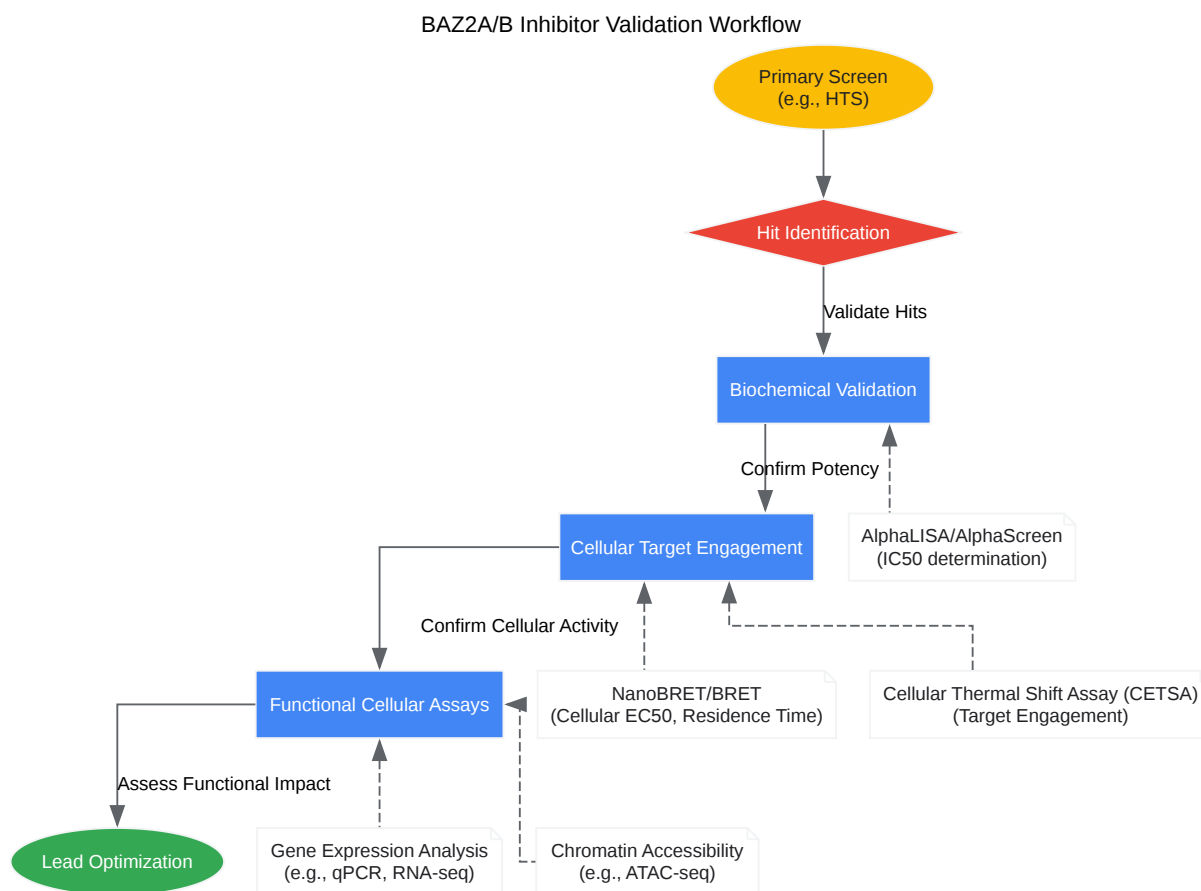 BAZ2A/B Inhibitor Validation Workflow
Primary Screen
(e.g., HTS)
Hit Identification
Validate Hits
Biochemical Validation
Confirm Potency
AlphaLISA/AlphaScreen
(IC50 determination)
Cellular Target Engagement
Confirm Cellular Activity
NanoBRET/BRET
(Cellular EC50, Residence Time)
Cellular Thermal Shift Assay (CETSA)
(Target Engagement)
Functional Cellular Assays
Assess Functional Impact
Gene Expression Analysis
(e.g., qPCR, RNA-seq)
Chromatin Accessibility
(e.g., ATAC-seq)
Lead Optimization